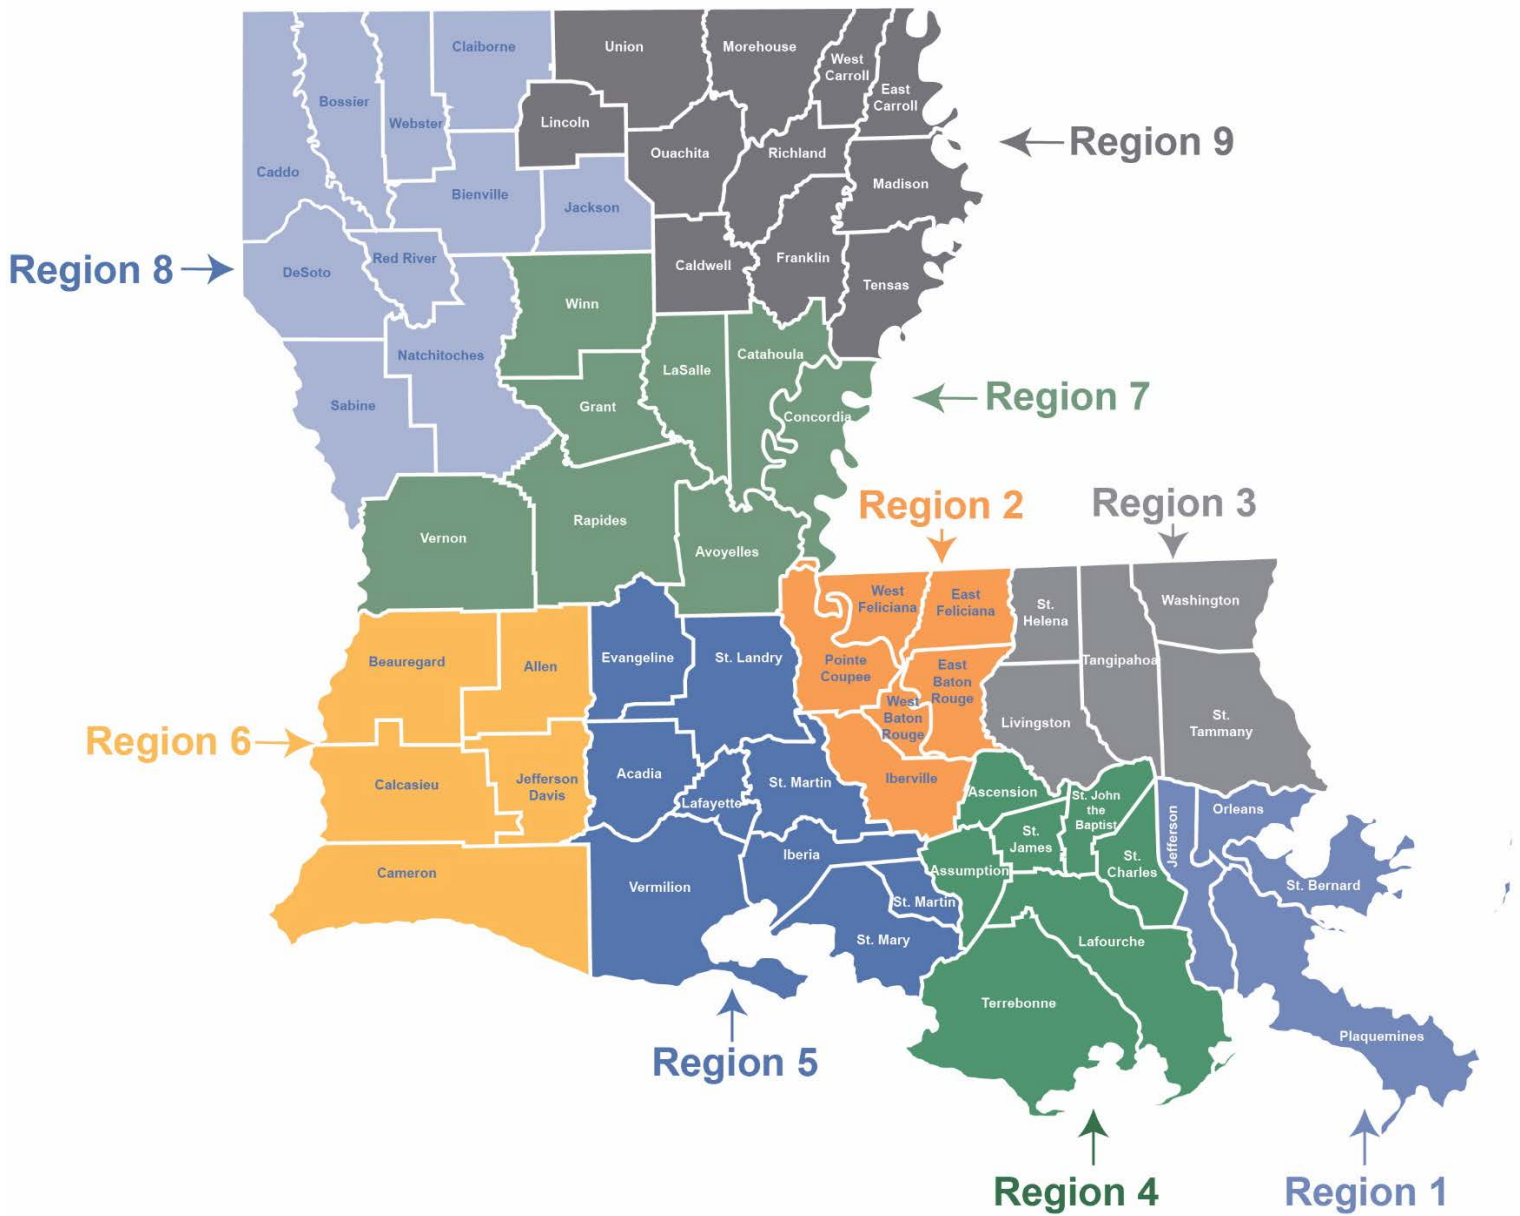 Claiborne
Union
Morehouse
West
Carroll
East
Carroll
Bossier
Webster
Lincoln
Ouachita
Richland
Region 9
Caddo
Bienville
Jackson
Madison
Region 8
DeSoto
Red River
Caldwell
Franklin
Tensas
Winn
Natchitoches
LaSalle
Catahoula
Sabine
Grant
Concordia
Region 7
Vernon
Rapides
Avoyelles
Region 2
Region 3
West
Feliciana
East
Feliciana
St.
Helena
Washington
Beauregard
Allen
Evangeline
St. Landry
Pointe
Coupee
East
Baton
Rouge
Tangipahoa
West
Baton
Rouge
Livingston
St.
Tammany
Region 6
Calcasieu
Jefferson
Davis
Acadia
Lafayette
St. Martin
Iberville
Ascension
St. John
the
Baptist
Jefferson
Orleans
St.
James
Iberia
Cameron
Vermilion
Assumption
St.
Charles
St. Bernard
St. Martin
St. Mary
Lafourche
Terrebonne
Plaquemines
Region 5
Region 4
Region 1